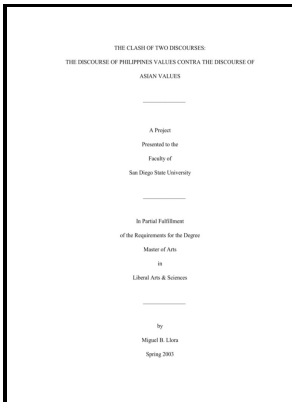 THE CLASH OF TWO DISCOURSES:
THE DISCOURSE OF PHILIPPINES VALUES CONTRA THE DISCOURSE OF
ASIAN VALUES
A Project
Presented to the
Faculty of
San Diego State University
In Partial Fulfillment
of the Requirements for the Degree
Master of Arts
in
Liberal Arts & Sciences
by
Miguel B. Llora
Spring 2003